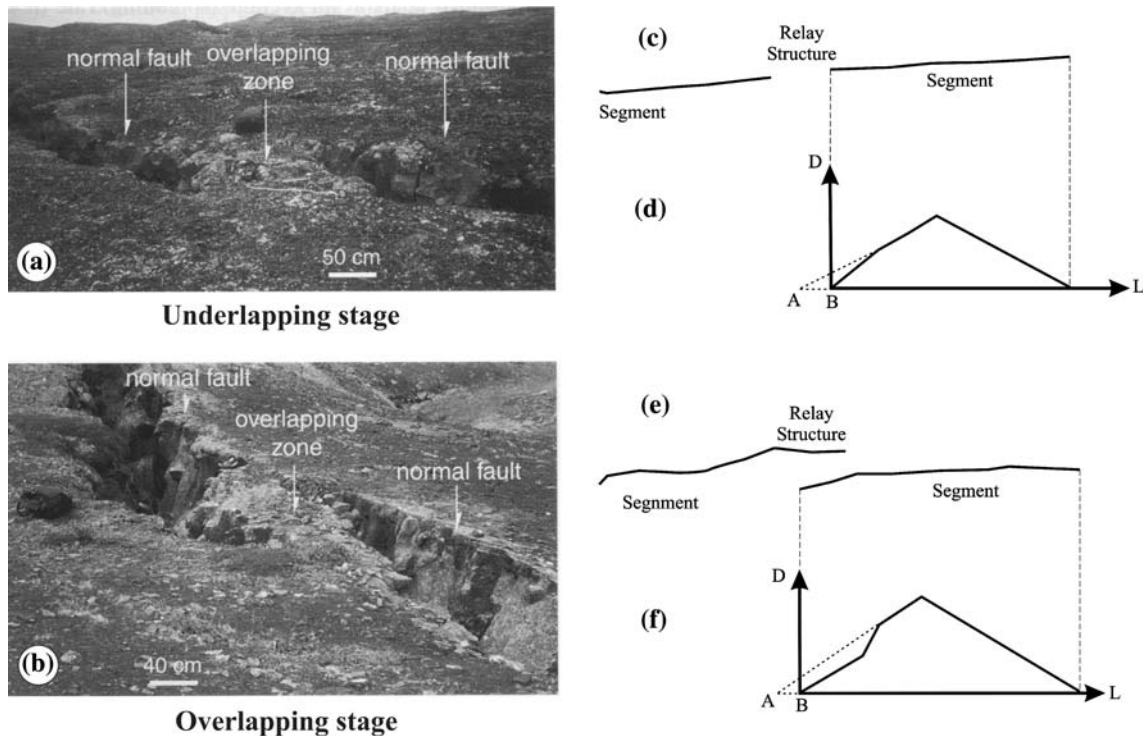 normal fault
overlapping
zone
normal fault
(a)
50 cm
Underlapping stage
(c)
Relay
Structure
Segment
Segment
D
(d)
A
B
L
normal fault
overlapping
zone
normal fault
(b)
40 cm
Overlapping stage
(e)
Relay
Structure
Segnment
Segment
D
(f)
A
B
L